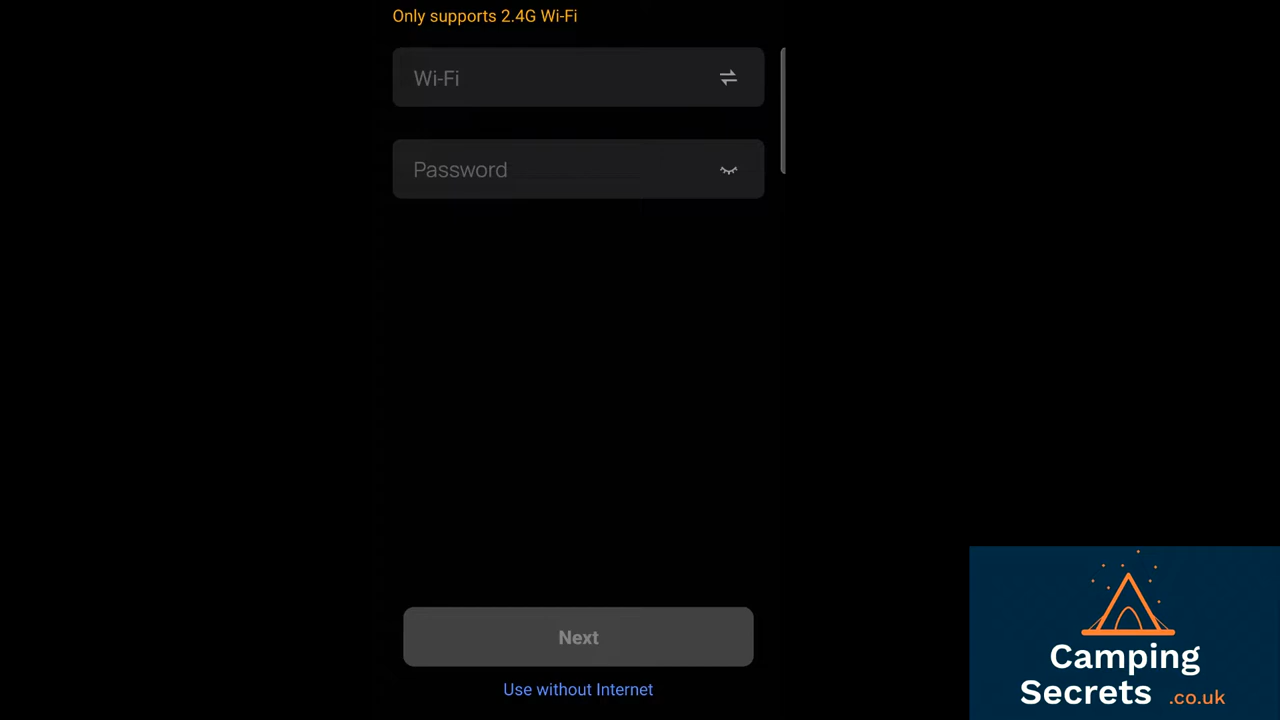 Only supports 2.4G Wi-Fi
Wi-Fi
Password
Next
Use without Internet
Camping
Secrets .co.uk